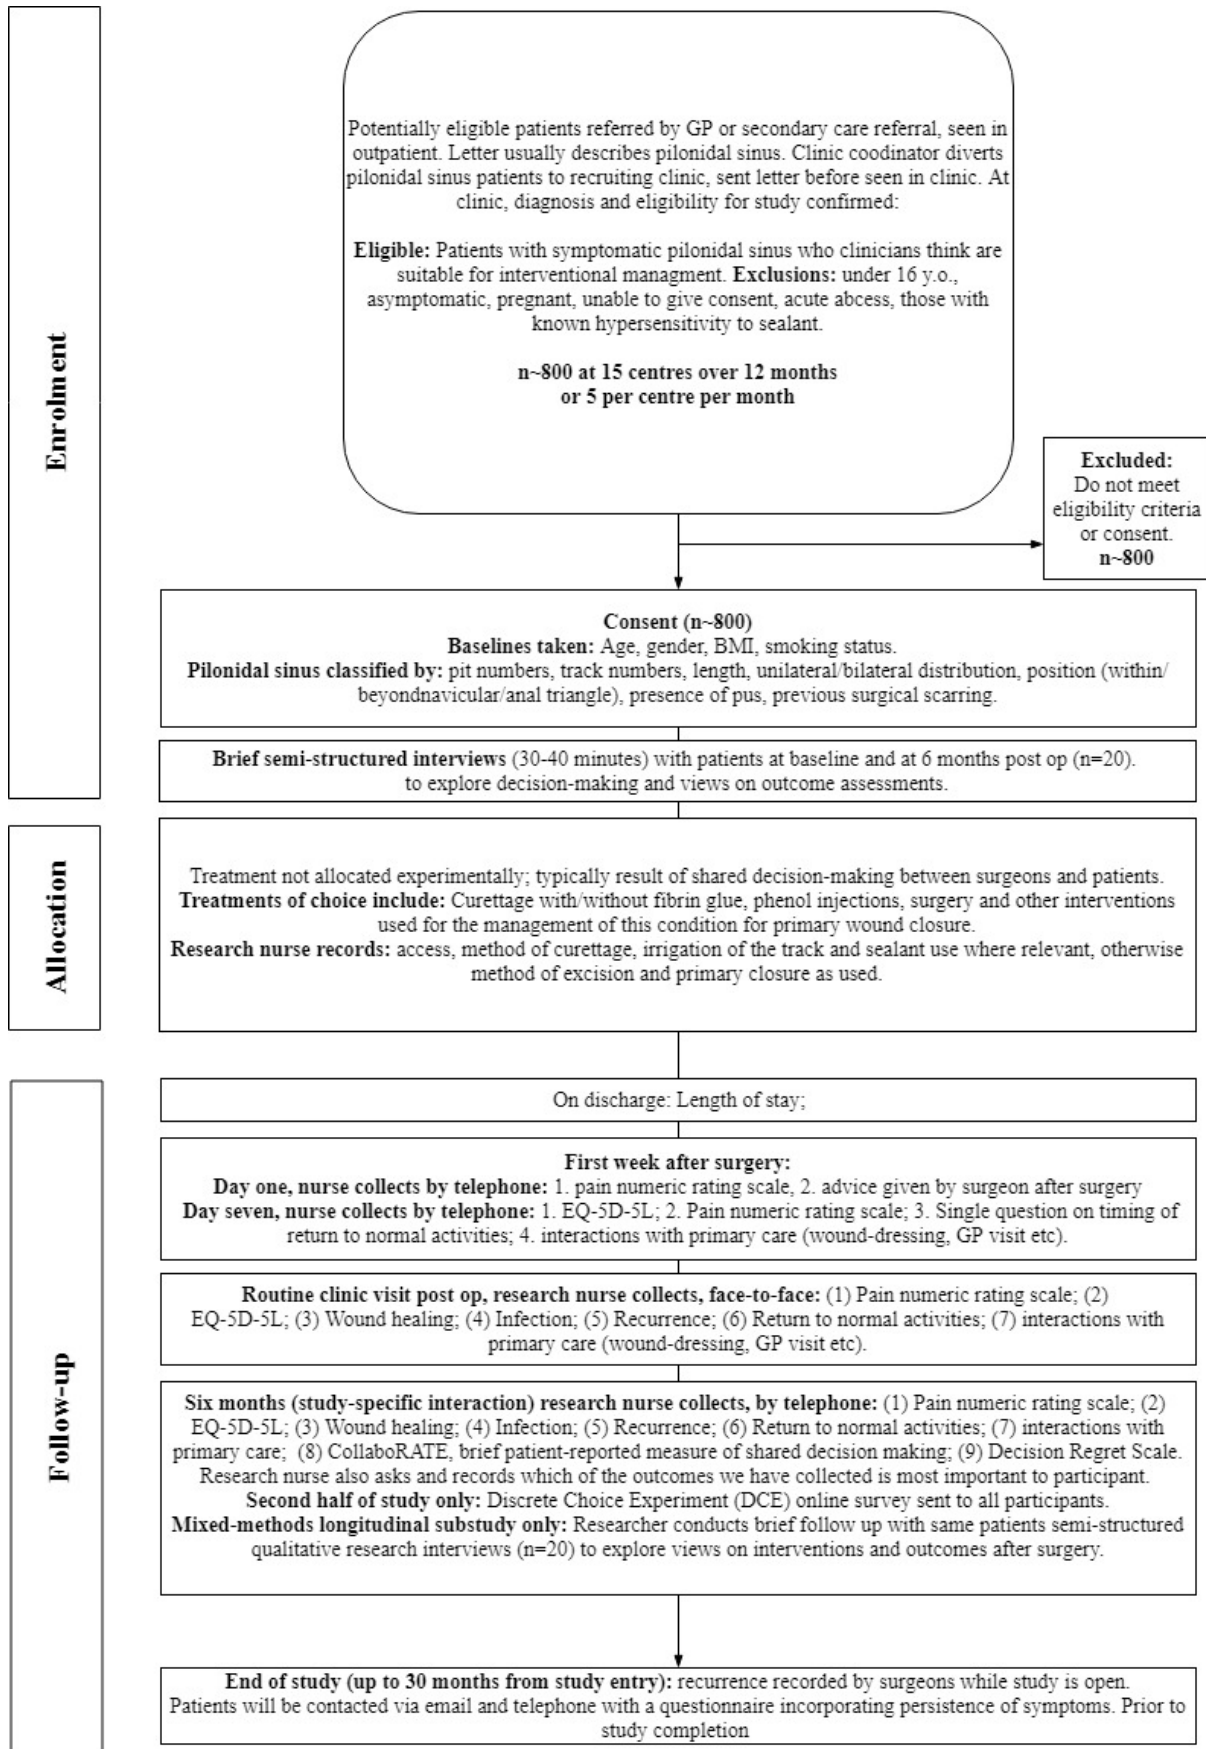 Enrolment
Potentially eligible patients referred by GP or secondary care referral, seen in
outpatient. Letter usually describes pilonidal sinus. Clinic coodinator diverts
pilonidal sinus patients to recruiting clinic, sent letter before seen in clinic. At
clinic, diagnosis and eligibility for study confirmed:
Eligible: Patients with symptomatic pilonidal sinus who clinicians think are
suitable for interventional managment. Exclusions: under 16 y.o.,
asymptomatic, pregnant, unable to give consent, acute abcess, those with
known hypersensitivity to sealant.
n~800 at 15 centres over 12 months
or 5 per centre per month
Excluded:
Do not meet
eligibility criteria
or consent.
n~800
Consent (n~800)
Baselines taken: Age, gender, BMI, smoking status.
Pilonidal sinus classified by: pit numbers, track numbers, length, unilateral/bilateral distribution, position (within/
beyondnavicular/anal triangle), presence of pus, previous surgical scarring.
Brief semi-structured interviews (30-40 minutes) with patients at baseline and at 6 months post op (n=20).
to explore decision-making and views on outcome assessments.
Allocation
Treatment not allocated experimentally; typically result of shared decision-making between surgeons and patients.
Treatments of choice include: Curettage with/without fibrin glue, phenol injections, surgery and other interventions
used for the management of this condition for primary wound closure.
Research nurse records: access, method of curettage, irrigation of the track and sealant use where relevant, otherwise
method of excision and primary closure as used.
Follow-up
On discharge: Length of stay;
First week after surgery:
Day one, nurse collects by telephone: 1. pain numeric rating scale, 2. advice given by surgeon after surgery
Day seven, nurse collects by telephone: 1. EQ-5D-5L; 2. Pain numeric rating scale; 3. Single question on timing of
return to normal activities; 4. interactions with primary care (wound-dressing, GP visit etc).
Routine clinic visit post op, research nurse collects, face-to-face: (1) Pain numeric rating scale; (2)
EQ-5D-5L; (3) Wound healing; (4) Infection; (5) Recurrence; (6) Return to normal activities; (7) interactions with
primary care (wound-dressing, GP visit etc).
Six months (study-specific interaction) research nurse collects, by telephone: (1) Pain numeric rating scale; (2)
EQ-5D-5L; (3) Wound healing; (4) Infection; (5) Recurrence; (6) Return to normal activities; (7) interactions with
primary care; (8) CollaboRATE, brief patient-reported measure of shared decision making; (9) Decision Regret Scale.
Research nurse also asks and records which of the outcomes we have collected is most important to participant.
Second half of study only: Discrete Choice Experiment (DCE) online survey sent to all participants.
Mixed-methods longitudinal substudy only: Researcher conducts brief follow up with same patients semi-structured
qualitative research interviews (n=20) to explore views on interventions and outcomes after surgery.
End of study (up to 30 months from study entry): recurrence recorded by surgeons while study is open.
Patients will be contacted via email and telephone with a questionnaire incorporating persistence of symptoms. Prior to
study completion